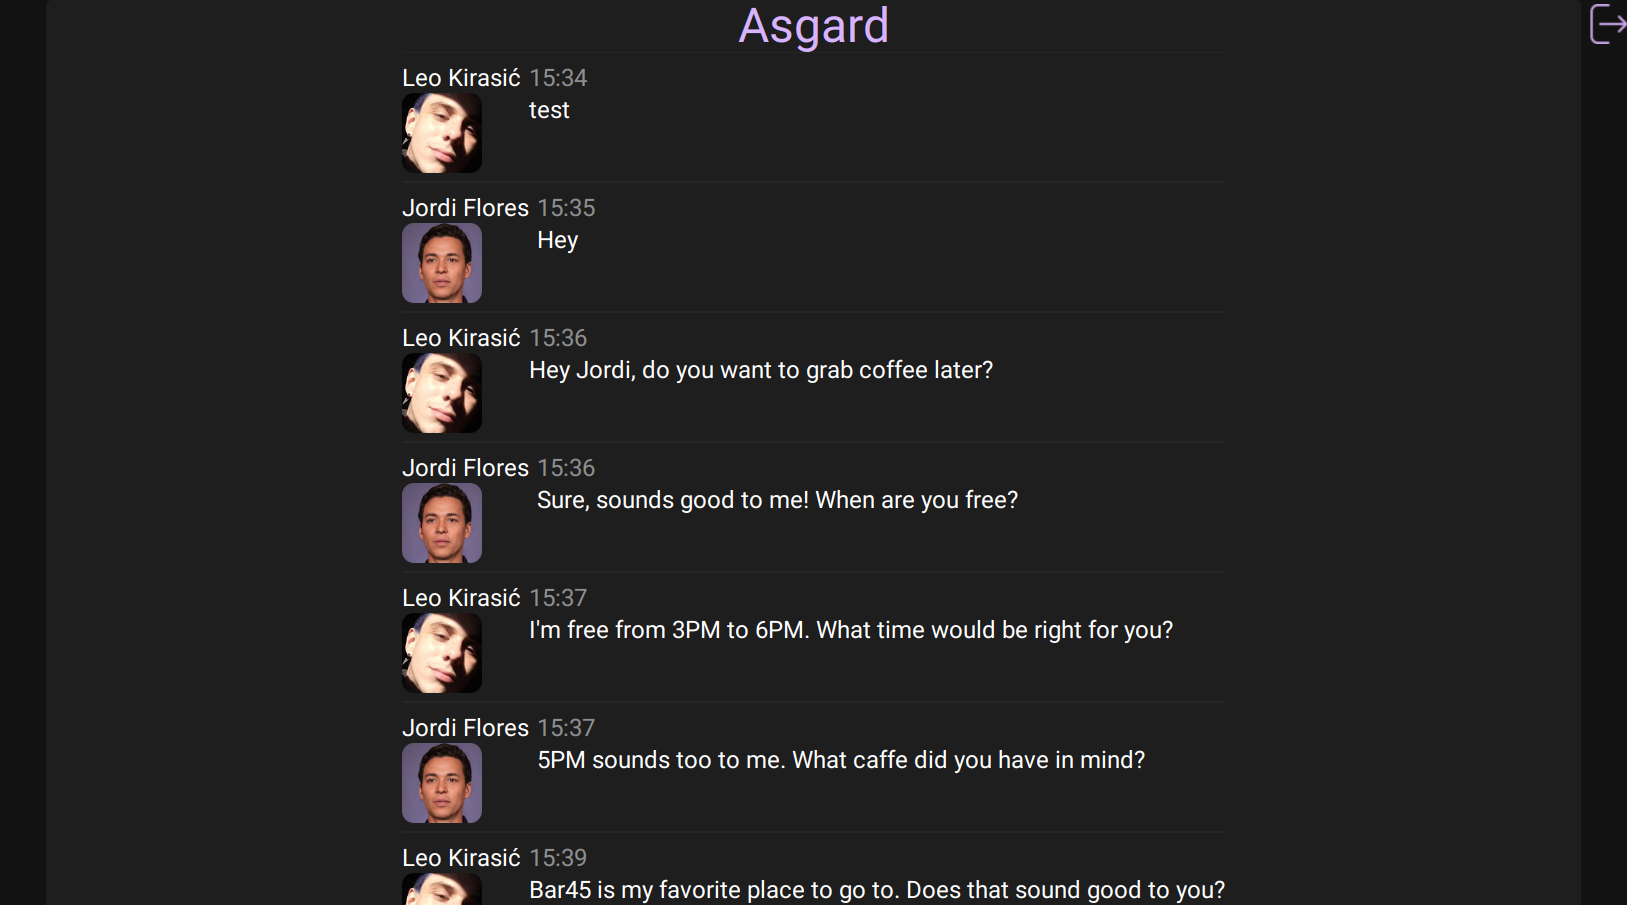 Asgard
Leo Kirasić 15:34
test
Jordi Flores 15:35
Hey
Leo Kirasić 15:36
Hey Jordi, do you want to grab coffee later?
Jordi Flores 15:36
Sure, sounds good to me! When are you free?
Leo Kirasić 15:37
I'm free from 3PM to 6PM. What time would be right for you?
Jordi Flores 15:37
5PM sounds too to me. What caffe did you have in mind?
Leo Kirasić 15:39
Bar45 is my favorite place to go to. Does that sound good to you?